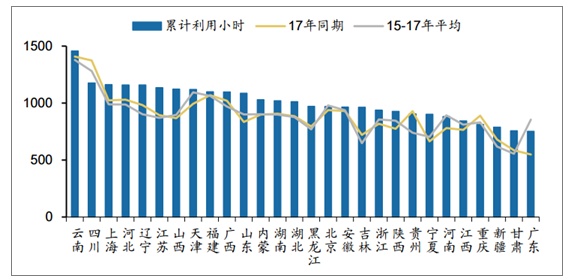 累计利用小时 17年同期 15-17年平均
1500
1000
500
0
云南 四川 上海 河北 辽宁 江苏 山西 天津 福建 广西 山东 内蒙 湖南 湖北 黑龙江 北京 安徽 吉林 浙江 陕西 贵州 宁夏 河南 江西 重庆 新疆 甘肃 广东